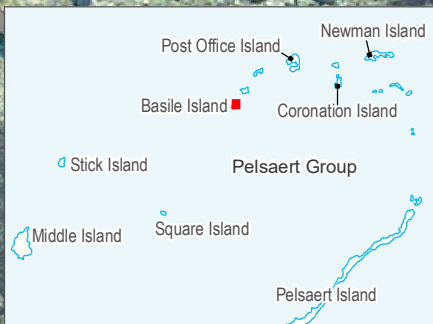 Newman Island
Post Office Island
Basile Island
Coronation Island
Stick Island
Pelsaert Group
Middle Island
Square Island
Pelsaert Island